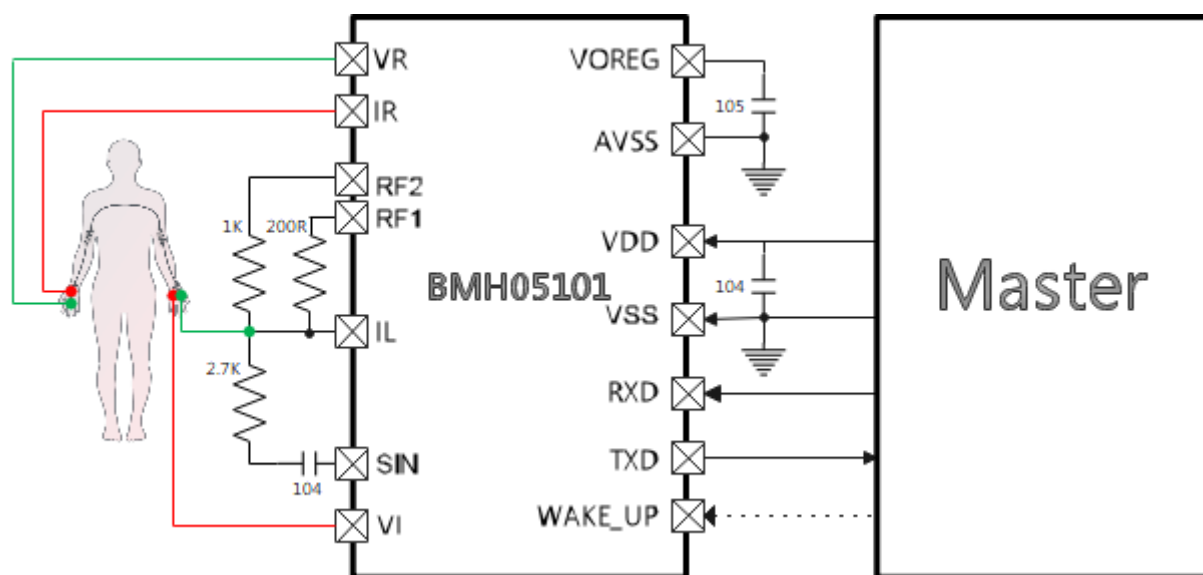 VR
IR
RF2
RF1
1K
200R
IL
2.7K
SIN
104
VI
BMH05101
VOREG
105
AVSS
VDD
104
VSS
RXD
TXD
WAKE_UP
Master